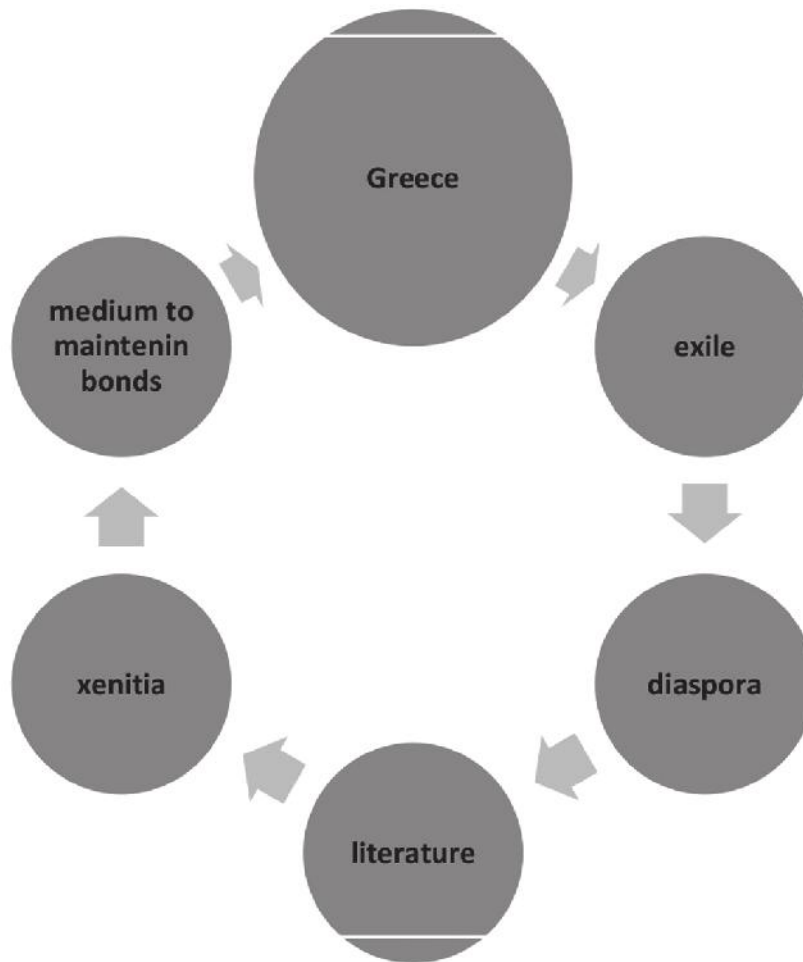 Greece
exile
diaspora
literature
xenitia
medium to
maintenin
bonds